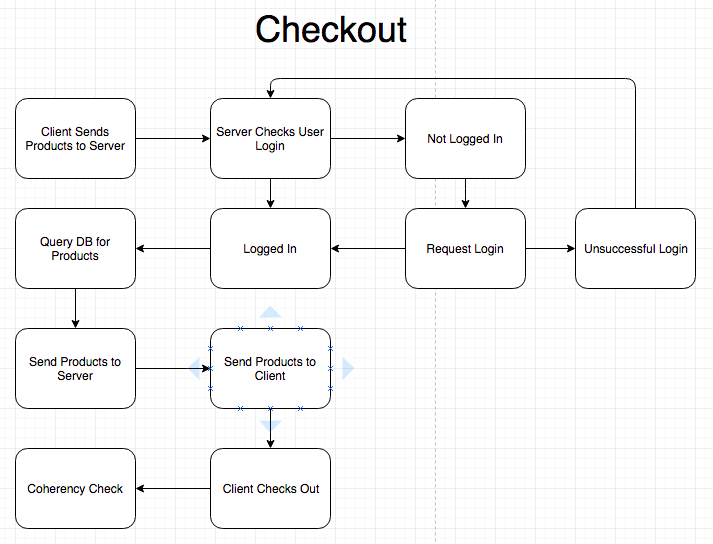 Checkout
Client Sends
Products to Server
Server Checks User
Login
Not Logged In
Query DB for
Products
Logged In
Request Login
Unsuccessful Login
Send Products to
Server
Send Products to
Client
Coherency Check
Client Checks Out